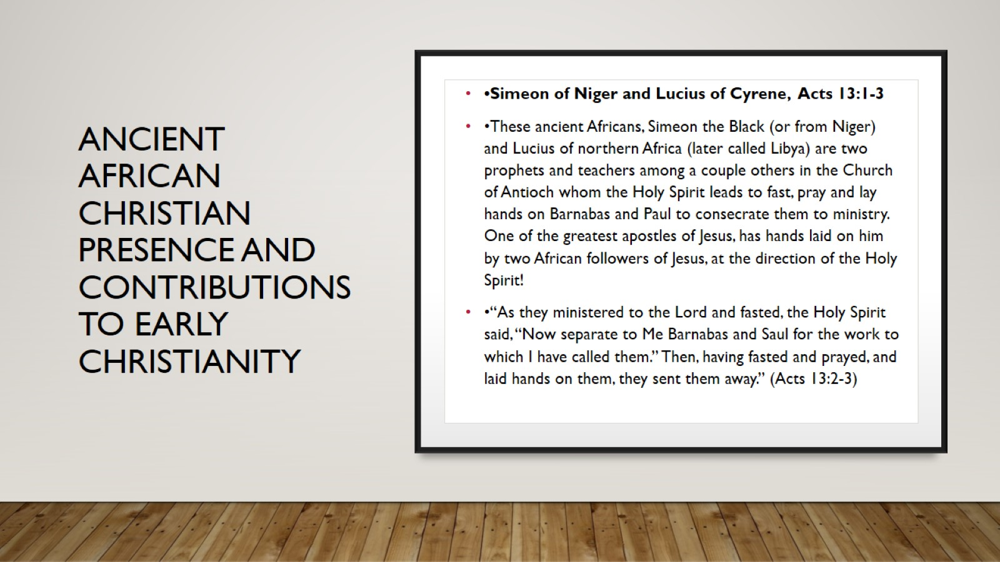 ANCIENT
AFRICAN
CHRISTIAN
PRESENCE AND
CONTRIBUTIONS
TO EARLY
CHRISTIANITY
• •Simeon of Niger and Lucius of Cyrene, Acts 13:1-3
• •These ancient Africans, Simeon the Black (or from Niger)
and Lucius of northern Africa (later called Libya) are two
prophets and teachers among a couple others in the Church
of Antioch whom the Holy Spirit leads to fast, pray and lay
hands on Barnabas and Paul to consecrate them to ministry.
One of the greatest apostles of Jesus, has hands laid on him
by two African followers of Jesus, at the direction of the Holy
Spirit!
• •“As they ministered to the Lord and fasted, the Holy Spirit
said, “Now separate to Me Barnabas and Saul for the work to
which I have called them.” Then, having fasted and prayed, and
laid hands on them, they sent them away.” (Acts 13:2-3)